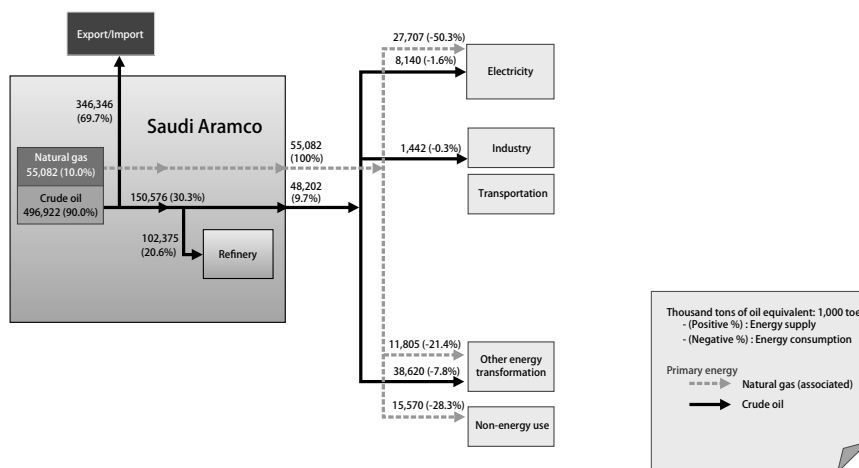 Export/Import
27,707 (-50.3%)
8,140 (-1.6%)
Electricity
346,346
(69.7%)
Saudi Aramco
55,082
(100%)
1,442 (-0.3%)
Industry
Natural gas
55,082 (10.0%)
Transportation
Crude oil
496,922 (90.0%)
150,576 (30.3%)
48,202
(9.7%)
102,375
(20.6%)
Refinery
11,805 (-21.4%)
38,620 (-7.8%)
Other energy
transformation
15,570 (-28.3%)
Non-energy use
Thousand tons of oil equivalent: 1,000 toe
- (Positive %) : Energy supply
- (Negative %) : Energy consumption
Primary energy
Natural gas (associated)
Crude oil